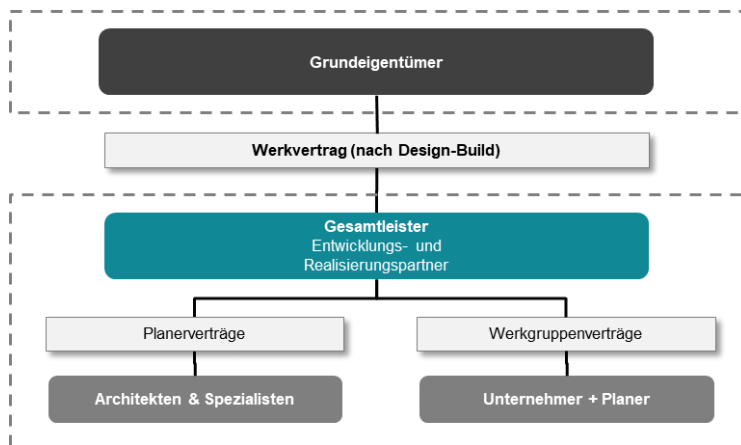 Grundeigentümer
Werkvertrag (nach Design-Build)
Gesamtleister
Entwicklungs- und
Realisierungspartner
Planerverträge
Werkgruppenverträge
Architekten & Spezialisten
Unternehmer + Planer